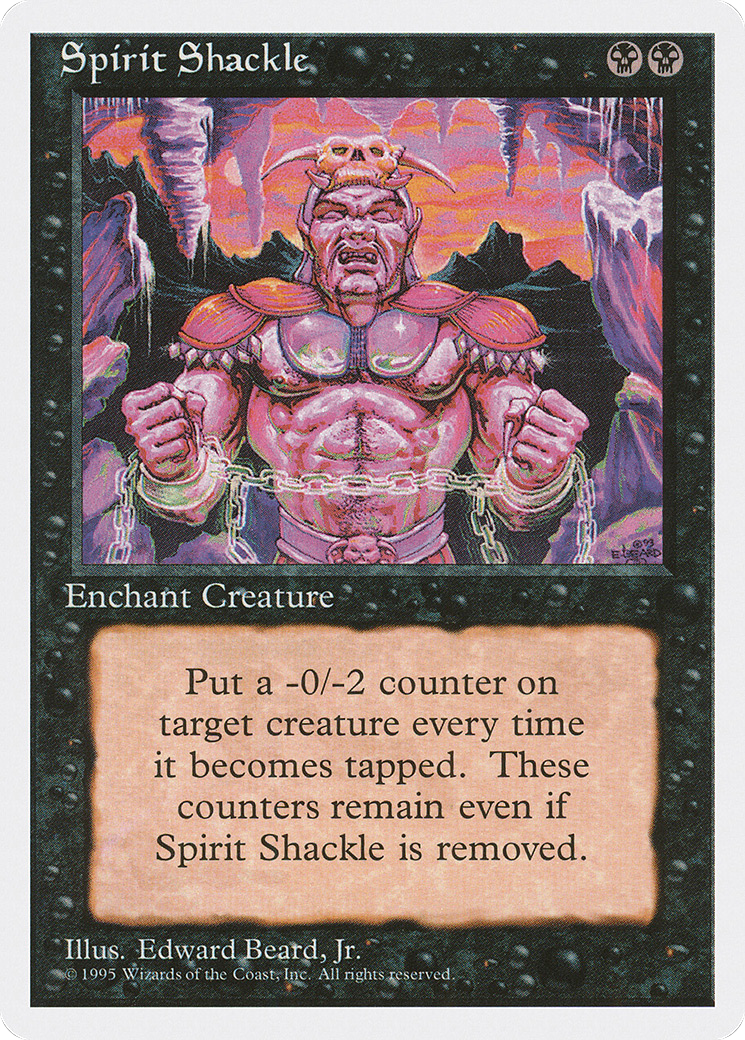 Spirit Shackle
©93
E.BEARD
Enchant Creature
Put a -0/-2 counter on
target creature every time
it becomes tapped. These
counters remain even if
Spirit Shackle is removed.
Illus. Edward Beard, Jr.
© 1995 Wizards of the Coast, Inc. All rights reserved.